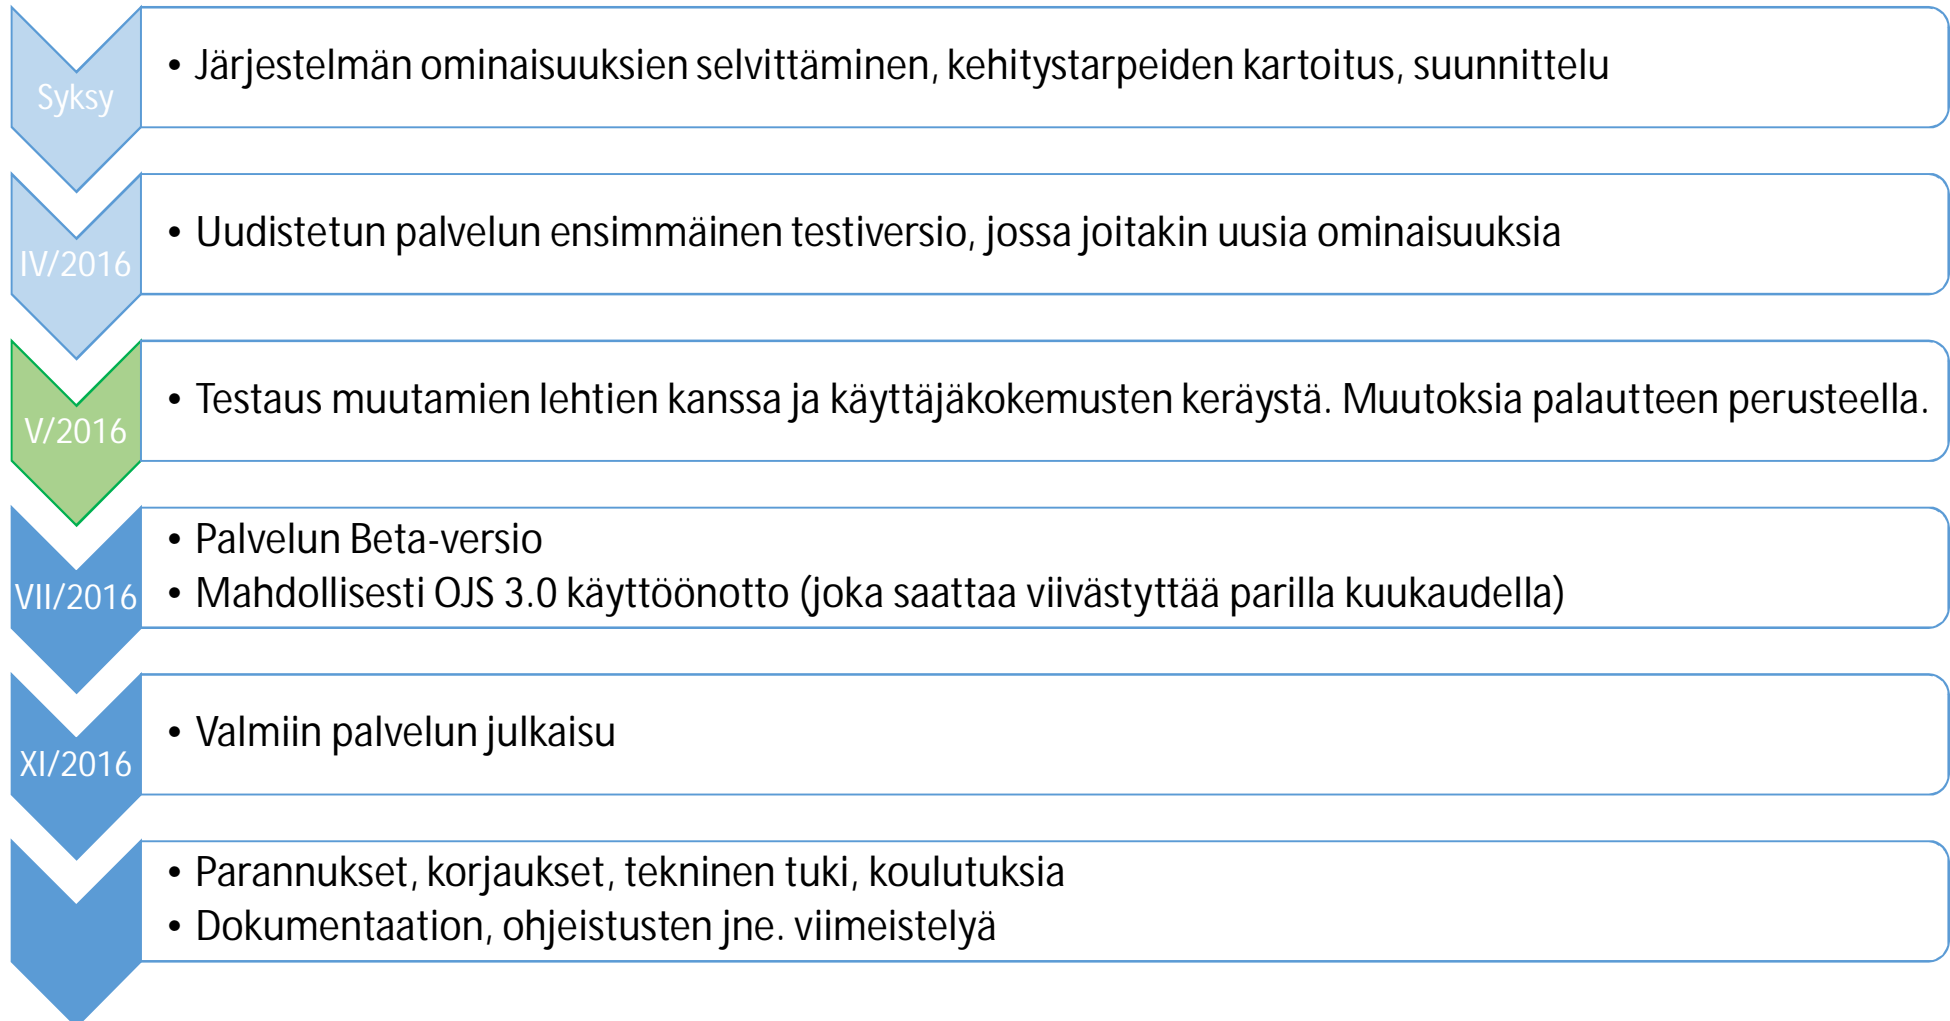 Syksy
• Järjestelmän ominaisuuksien selvittäminen, kehitystarpeiden kartoitus, suunnittelu
IV/2016
• Uudistetun palvelun ensimmäinen testiversio, jossa joitakin uusia ominaisuuksia
V/2016
• Testaus muutamien lehtien kanssa ja käyttäjäkokemusten keräystä. Muutoksia palautteen perusteella.
VII/2016
• Palvelun Beta-versio
• Mahdollisesti OJS 3.0 käyttöönotto (joka saattaa viivästyttää parilla kuukaudella)
XI/2016
• Valmiin palvelun julkaisu
• Parannukset, korjaukset, tekninen tuki, koulutuksia
• Dokumentaation, ohjeistusten jne. viimeistelyä